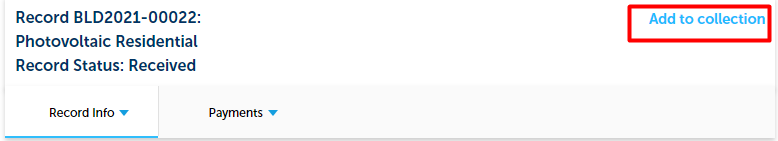 Record BLD2021-00022:
Add to collection
Photovoltaic Residential
Record Status: Received
Record Info
Payments